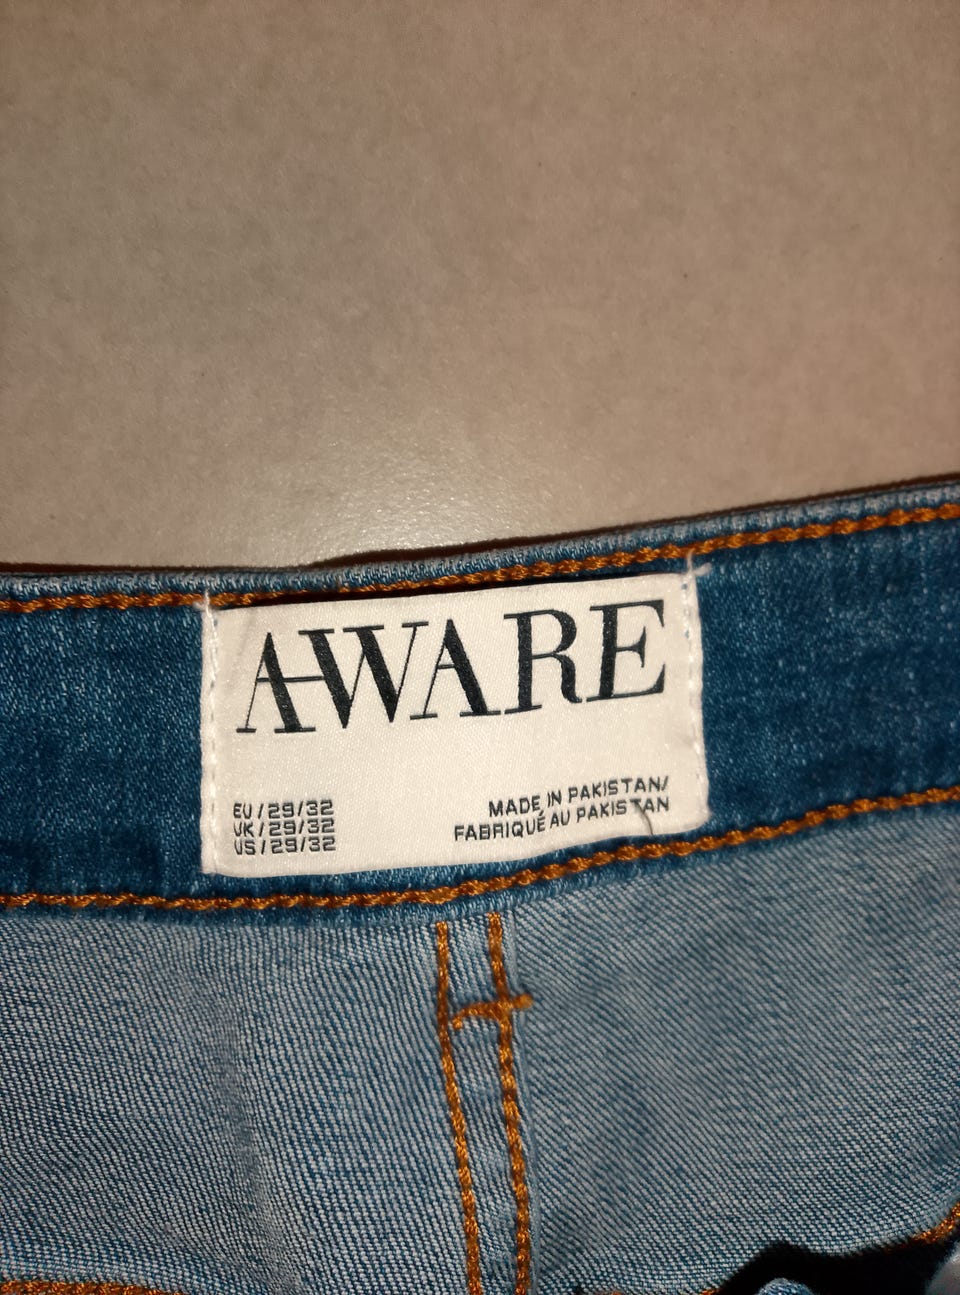 AWARE
EU/29/32
UK/29/32
US/29/32
MADE IN PAKISTAN/
FABRIQUÉ AU PAKISTAN